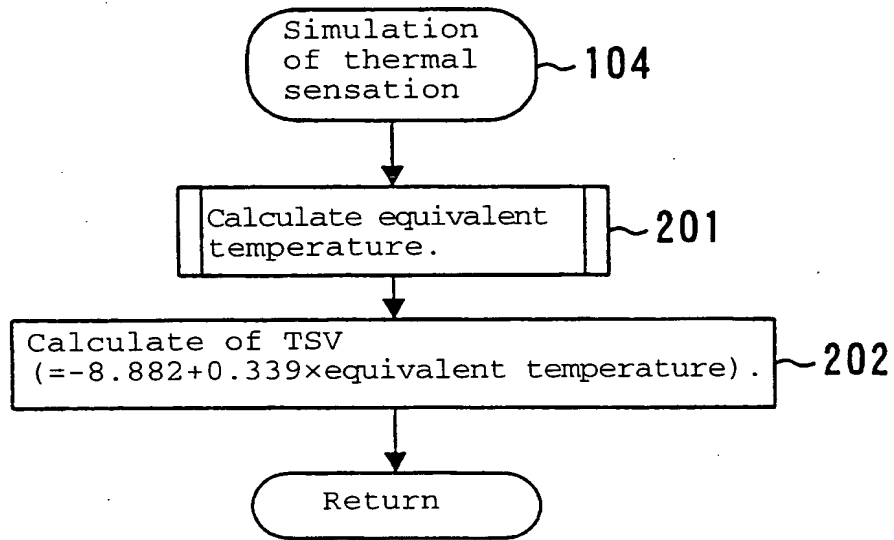 Simulation
of thermal
sensation
104
Calculate equivalent
temperature.
201
Calculate of TSV
(=-8.882+0.339×equivalent temperature).
202
Return